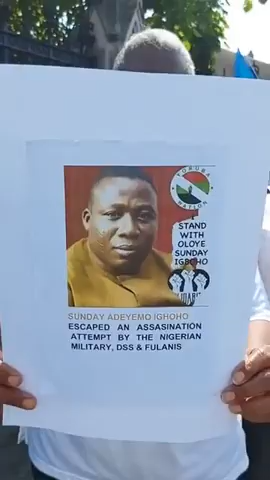 YORUBA
NATION
I
STAND
WITH
OLOYE
SUNDAY
IGBOHO
SUNDAY ADEYEMO IGHOHO
ESCAPED AN ASSASINATION
ATTEMPT BY THE NIGERIAN
MILITARY, DSS & FULANIS